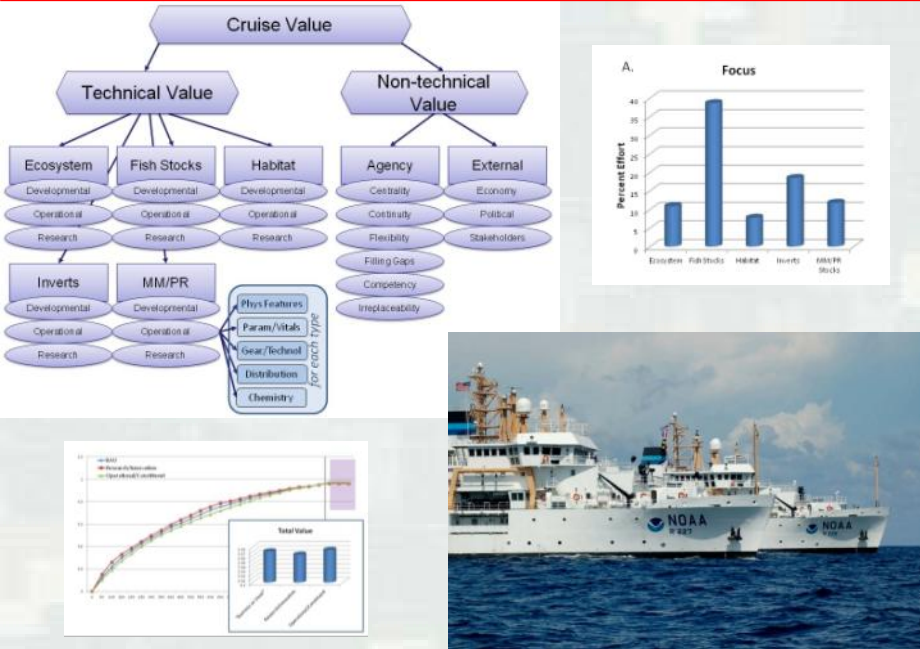 Cruise Value
Technical Value
Non-technical
Value
Ecosystem
Developmental
Operational
Research
Fish Stocks
Developmental
Operational
Research
Habitat
Developmental
Operational
Research
Agency
Centrality
Continuity
Flexibility
Filling Gaps
Competency
Irreplaceability
External
Economy
Political
Stakeholders
Inverts
Developmental
Operational
Research
MM/PR
Developmental
Operational
Research
Phys Features
Param/Vitals
Gear/Technol
Distribution
Chemistry
for each type
A.
Focus
Percent Effort
40
35
30
25
20
15
10
5
0
Ecosystem
Fish Stocks
Habitat
Inverts
MM/PR
Stocks
Total Value
NOAA
NOAA